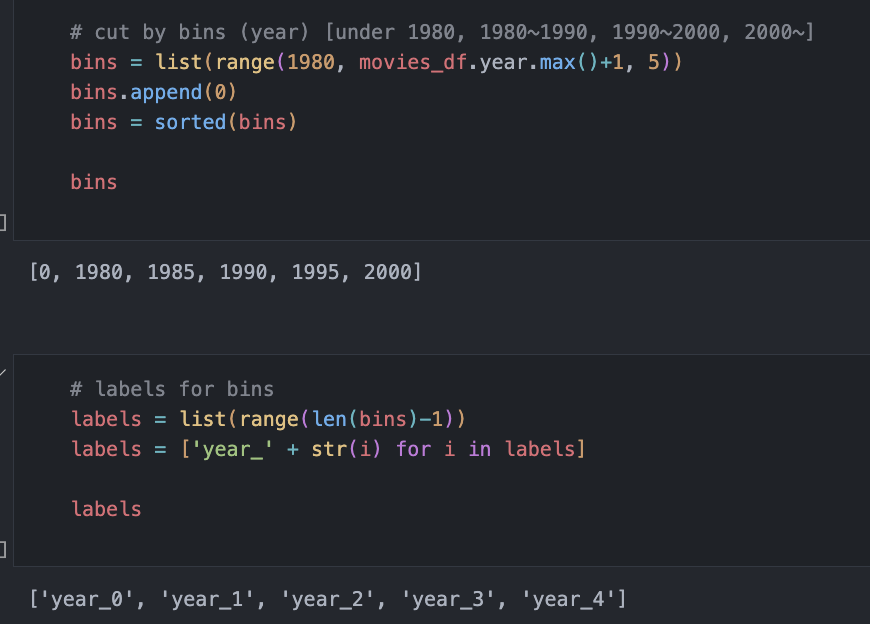 # cut by bins (year) [under 1980, 1980~1990, 1990~2000, 2000~]
bins = list(range(1980, movies_df.year.max()+1, 5))
bins.append(0)
bins = sorted(bins)
bins
[0, 1980, 1985, 1990, 1995, 2000]
# labels for bins
labels = list(range(len(bins)-1))
labels = ['year_' + str(i) for i in labels]
labels
['year_0', 'year_1', 'year_2', 'year_3', 'year_4']